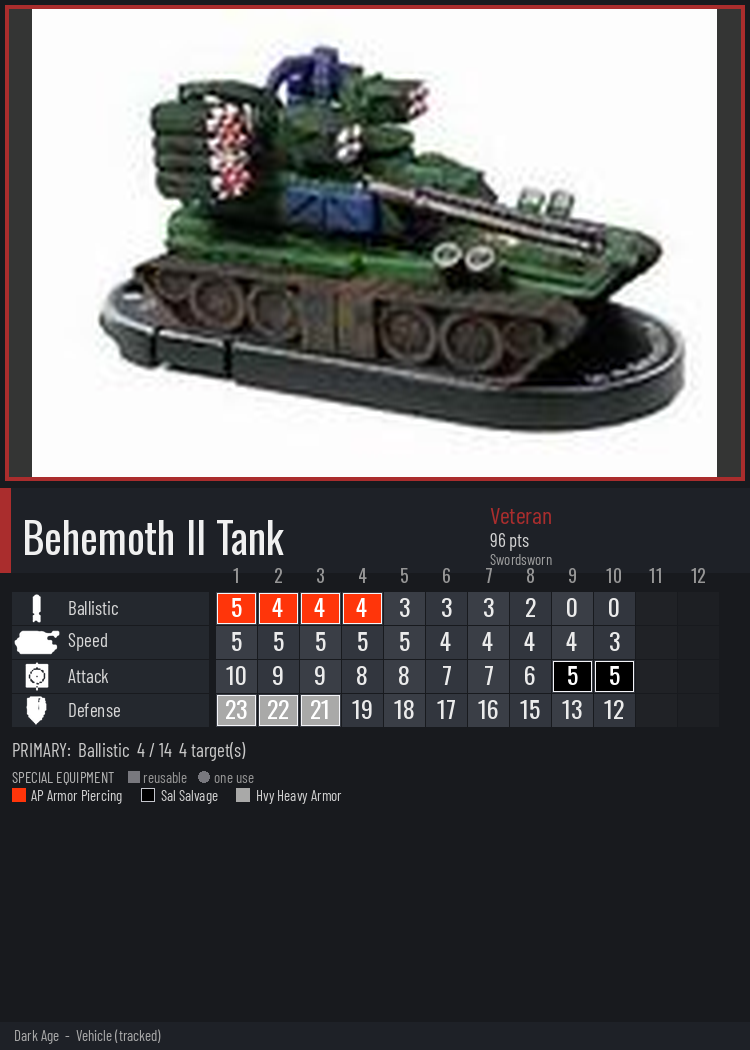 Behemoth II Tank
Veteran
96 pts
Swordsworn
1 2 3 4 5 6 7 8 9 10 11 12
Ballistic 5 4 4 4 3 3 3 2 0 0
Speed 5 5 5 5 5 4 4 4 4 3
Attack 10 9 9 8 8 7 7 6 5 5
Defense 23 22 21 19 18 17 16 15 13 12
PRIMARY: Ballistic 4 / 14 4 target(s)
SPECIAL EQUIPMENT reusable one use
AP Armor Piercing Sal Salvage Hvy Heavy Armor
Dark Age - Vehicle (tracked)